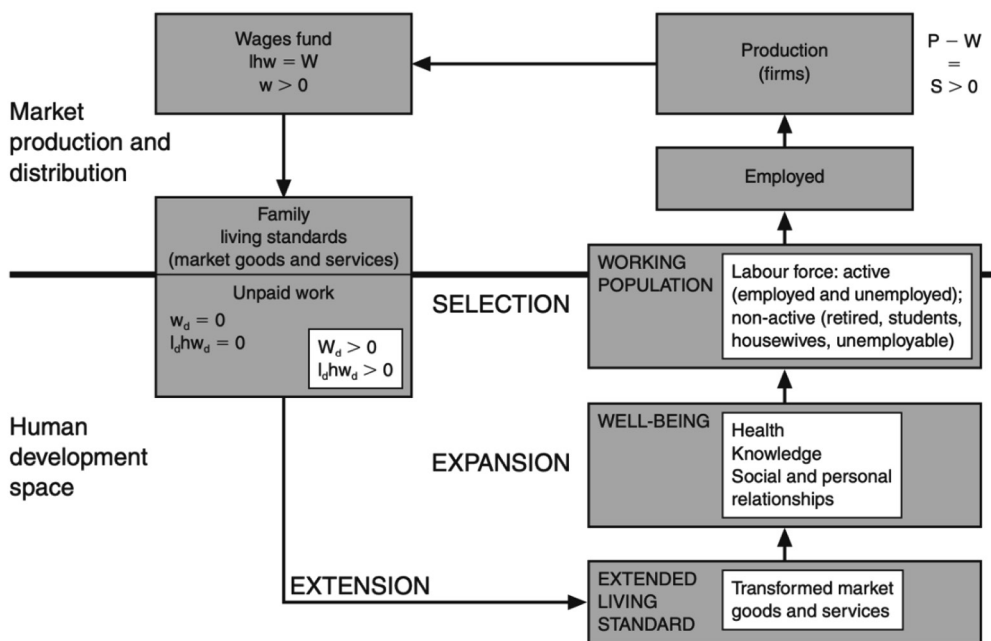 Wages fund
lhw = W
w > 0
Production
(firms)
P – W
=
S > 0
Market
production and
distribution
Employed
Family
living standards
(market goods and services)
Unpaid work
w_d = 0
l_dhw_d = 0
W_d > 0
l_dhw_d > 0
SELECTION
WORKING
POPULATION
Labour force: active
(employed and unemployed);
non-active (retired, students,
housewives, unemployable)
Human
development
space
EXPANSION
WELL-BEING
Health
Knowledge
Social and personal
relationships
EXTENSION
EXTENDED
LIVING
STANDARD
Transformed market
goods and services